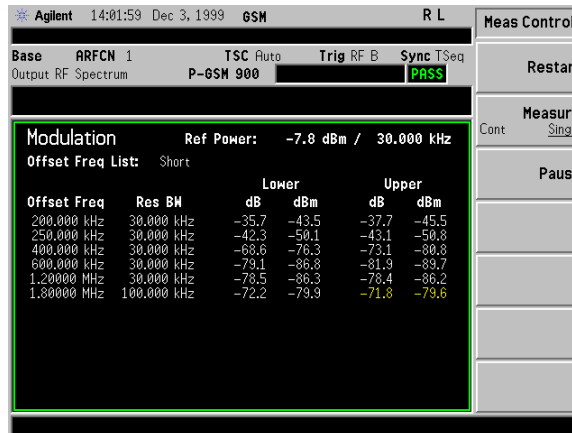 Agilent 14:01:59 Dec 3, 1999 GSM R L
Meas Control
Base ARFCN 1 TSC Auto Trig RF B Sync TSeq
Output RF Spectrum P-GSM 900 PASS
Restar
Measur
Cont Sing
Paus
Modulation Ref Power: -7.8 dBm / 30.000 kHz
Offset Freq List: Short
Lower Upper
Offset Freq Res BW dB dBm dB dBm
200.000 kHz 30.000 kHz -35.7 -43.5 -37.7 -45.5
250.000 kHz 30.000 kHz -42.3 -50.1 -43.1 -50.8
400.000 kHz 30.000 kHz -68.6 -76.3 -73.1 -80.8
600.000 kHz 30.000 kHz -79.1 -86.8 -81.9 -89.7
1.20000 MHz 30.000 kHz -78.5 -86.3 -78.4 -86.2
1.80000 MHz 100.000 kHz -72.2 -79.9 -71.8 -79.6